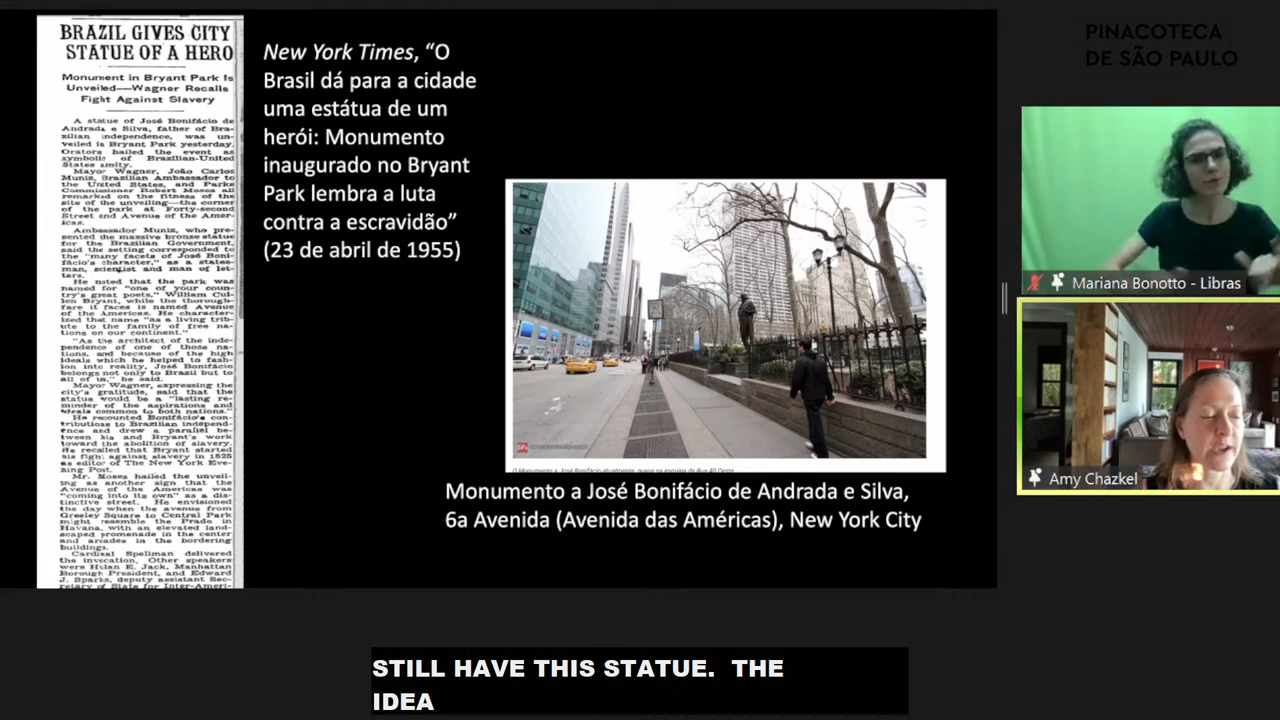 BRAZIL GIVES CITY
STATUE OF A HERO
Monument in Bryant Park Is
Unveiled—Wagner Recalls
Fight Against Slavery
A statue of José Bonifácio de
Andrada e Silva, father of Bra-
zilian independence, was un-
veiled in Bryant Park yesterday.
Orators hailed the event as
symbolic of Brazilian-United
States amity.
Mayor Wagner, João Carlos
Muniz, Brazilian Ambassador to
the United States, and Parks
Commissioner Robert Moses all
remarked on the fitness of the
site of the unveiling—the corner
of the park at Forty-second
Street and Avenue of the Amer-
icas.
Ambassador Muniz, who pre-
sented the massive bronze statue
for the Brazilian Government,
said the setting corresponded to
the "many facets of José Boni-
fácio's character," as a states-
man, scientist and man of let-
ters.
He noted that the park was
named for "one of your coun-
try's great poets," William Cul-
len Bryant, while the thorough-
fare it faces is named Avenue
of the Americas. He character-
ized that name "as a living trib-
ute to the family of free na-
tions on our continent."
"As the architect of the inde-
pendence of one of those na-
tions, and because of the high
ideals which he helped to fash-
ion into reality, José Bonifácio
belongs not only to Brazil but to
all of us," he said.
Mayor Wagner, expressing the
city's gratitude, said that the
statue would be a "lasting re-
minder of the aspirations and
ideals common to both nations."
He recounted Bonifácio's con-
tributions to Brazilian independ-
ence and drew a parallel be-
tween his and Bryant's work
toward the abolition of slavery.
He recalled that Bryant started
his fight against slavery in 1825
as editor of The New York Eve-
ning Post.
Mr. Moses hailed the unveil-
ing as another sign that the
Avenue of the Americas was
"coming into its own" as a dis-
tinctive street. He envisioned
the day when the avenue from
Greeley Square to Central Park
might resemble the Prado in
Havana, with an elevated land-
scaped promenade in the center
and arcades in the bordering
buildings.
Cardinal Spellman delivered
the invocation. Other speakers
were Hulan E. Jack, Manhattan
Borough President, and Edward
J. Sparks, deputy assistant Sec-
retary of State for Inter-Ameri-
New York Times, “O
Brasil dá para a cidade
uma estátua de um
herói: Monumento
inaugurado no Bryant
Park lembra a luta
contra a escravidão”
(23 de abril de 1955)
O Monumento a José Bonifácio atualmente, quase na esquina da Rua 40 Oeste
Monumento a José Bonifácio de Andrada e Silva,
6a Avenida (Avenida das Américas), New York City
PINACOTECA
DE SÃO PAULO
Mariana Bonotto - Libras
Amy Chazkel
STILL HAVE THIS STATUE.  THE
IDEA